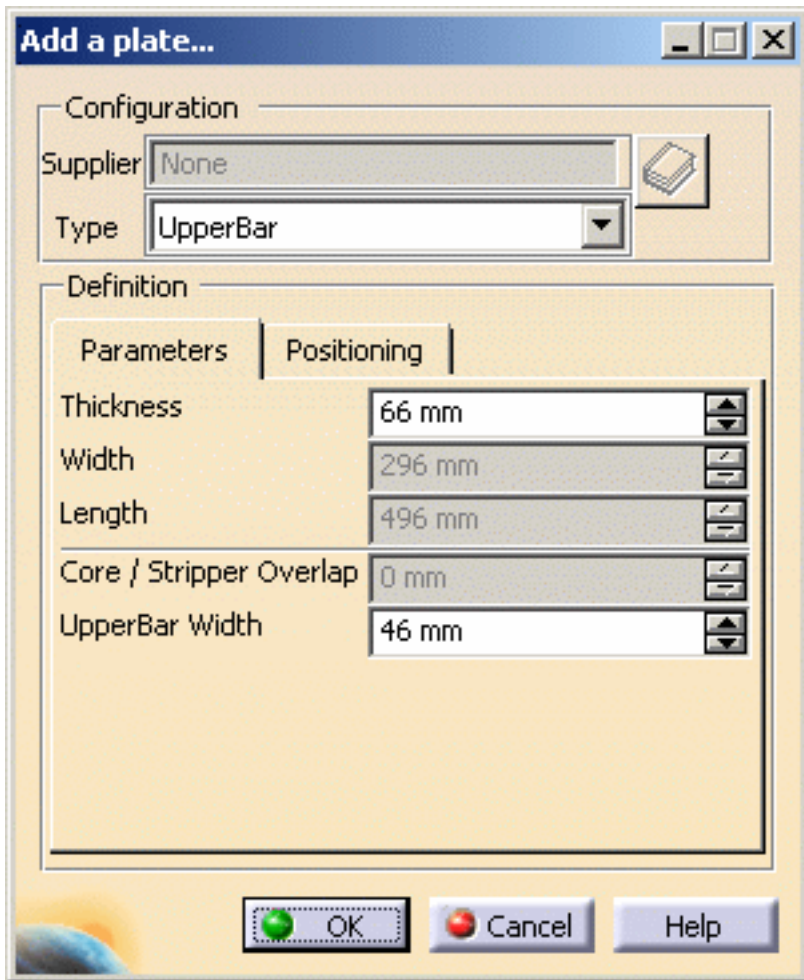 Add a plate...
Configuration
Supplier None
Type UpperBar
Definition
Parameters Positioning
Thickness 66 mm
Width 296 mm
Length 496 mm
Core / Stripper Overlap 0 mm
UpperBar Width 46 mm
OK Cancel Help